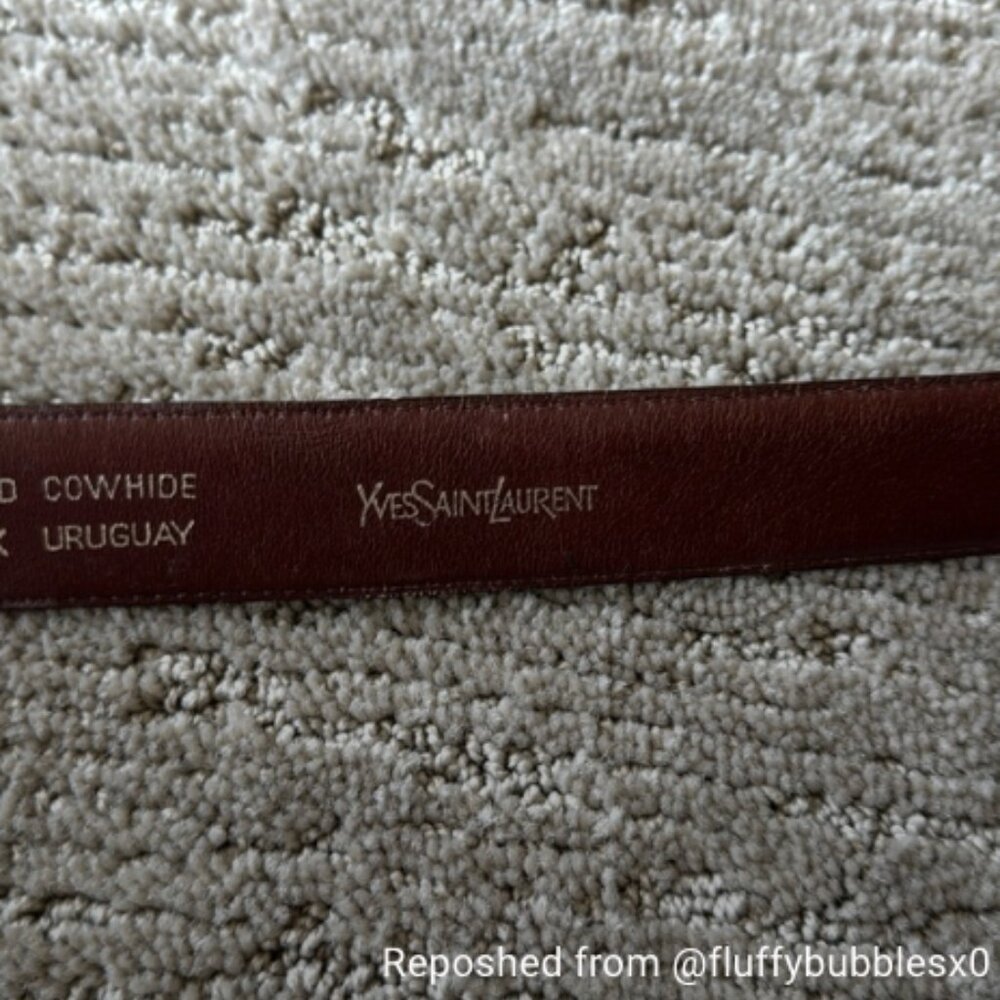 D COWHIDE
K URUGUAY
YVESSAINTLAURENT
Reposhed from @fluffybubblesx0